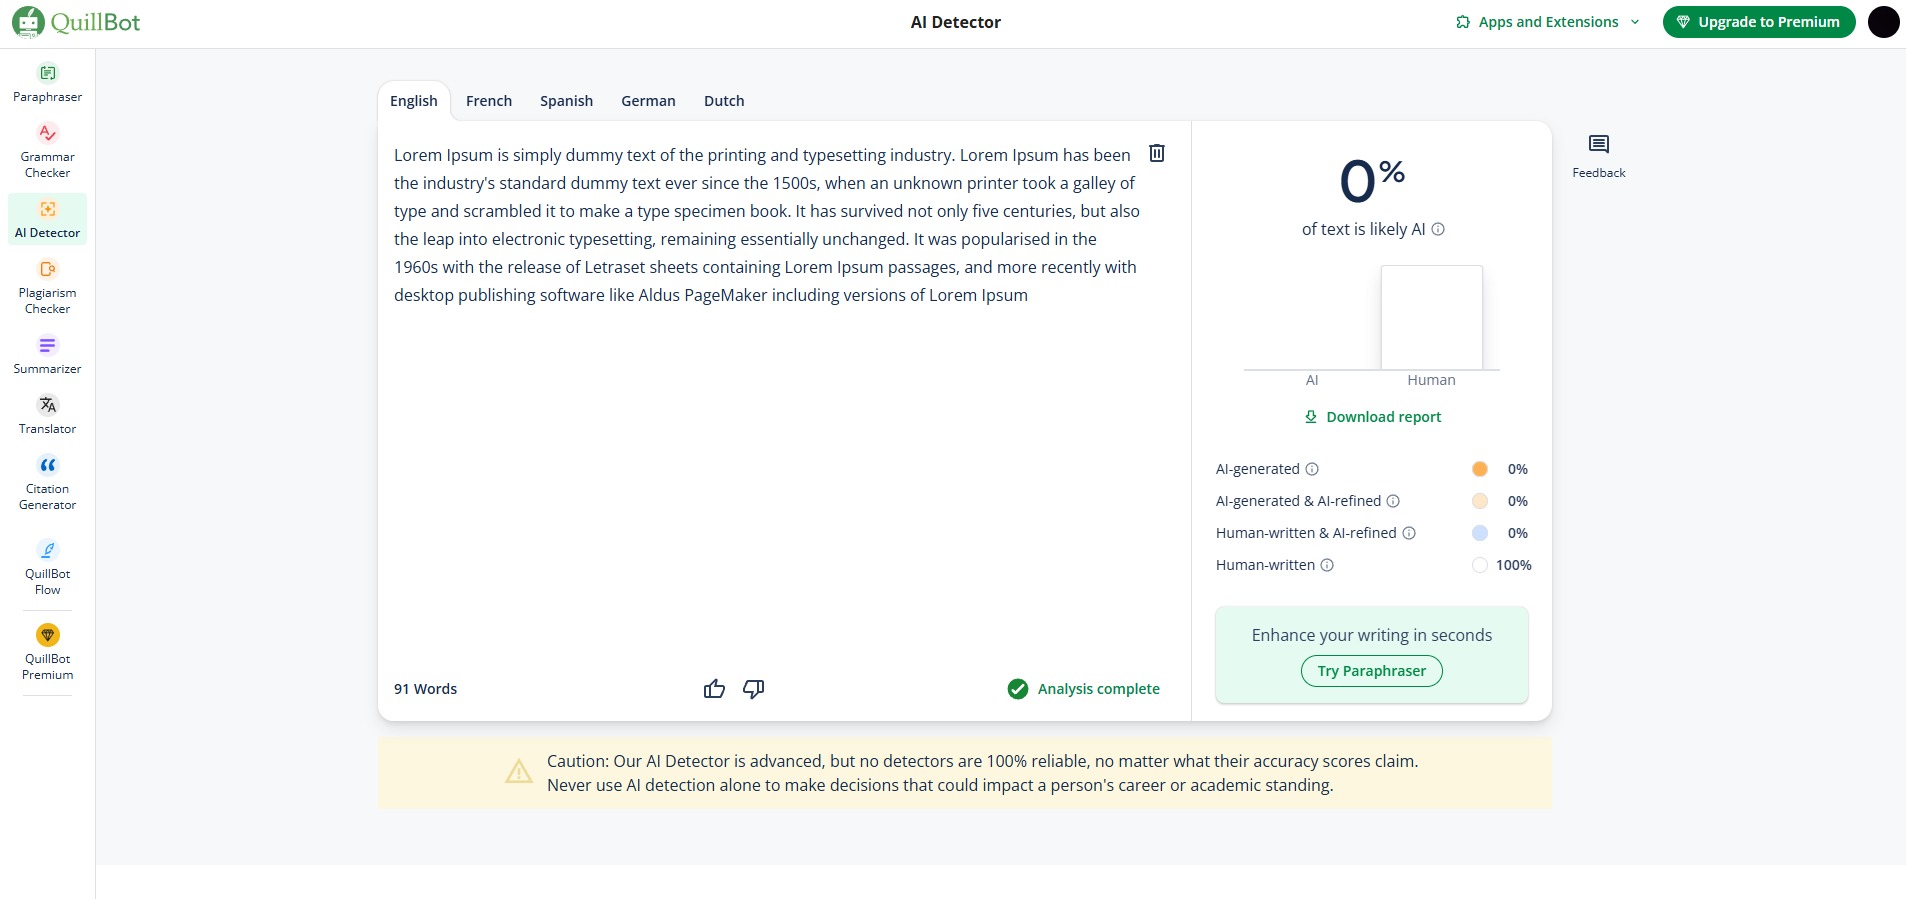 QuillBot
AI Detector
Apps and Extensions
Upgrade to Premium
Paraphraser
Grammar
Checker
AI Detector
Plagiarism
Checker
Summarizer
Translator
Citation
Generator
QuillBot
Flow
QuillBot
Premium
English French Spanish German Dutch
Lorem Ipsum is simply dummy text of the printing and typesetting industry. Lorem Ipsum has been
the industry's standard dummy text ever since the 1500s, when an unknown printer took a galley of
type and scrambled it to make a type specimen book. It has survived not only five centuries, but also
the leap into electronic typesetting, remaining essentially unchanged. It was popularised in the
1960s with the release of Letraset sheets containing Lorem Ipsum passages, and more recently with
desktop publishing software like Aldus PageMaker including versions of Lorem Ipsum
91 Words
Analysis complete
0%
of text is likely AI
AI Human
Download report
AI-generated 0%
AI-generated & AI-refined 0%
Human-written & AI-refined 0%
Human-written 100%
Enhance your writing in seconds
Try Paraphraser
Feedback
Caution: Our AI Detector is advanced, but no detectors are 100% reliable, no matter what their accuracy scores claim.
Never use AI detection alone to make decisions that could impact a person's career or academic standing.